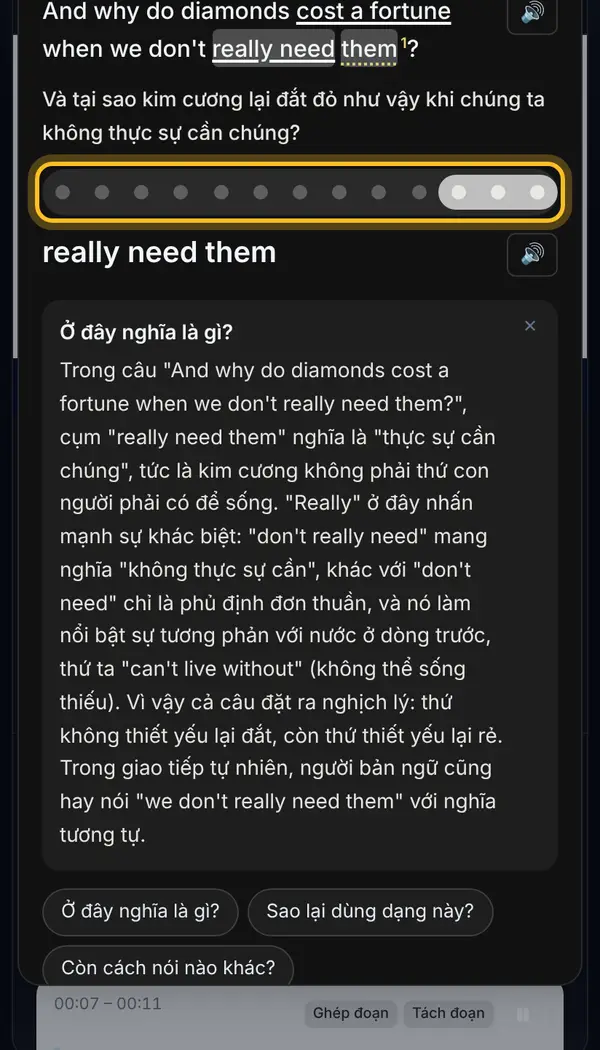 And why do diamonds cost a fortune
when we don't really need them¹?
Và tại sao kim cương lại đắt đỏ như vậy khi chúng ta
không thực sự cần chúng?
really need them
Ở đây nghĩa là gì?
Trong câu "And why do diamonds cost a
fortune when we don't really need them?",
cụm "really need them" nghĩa là "thực sự cần
chúng", tức là kim cương không phải thứ con
người phải có để sống. "Really" ở đây nhấn
mạnh sự khác biệt: "don't really need" mang
nghĩa "không thực sự cần", khác với "don't
need" chỉ là phủ định đơn thuần, và nó làm
nổi bật sự tương phản với nước ở dòng trước,
thứ ta "can't live without" (không thể sống
thiếu). Vì vậy cả câu đặt ra nghịch lý: thứ
không thiết yếu lại đắt, còn thứ thiết yếu lại rẻ.
Trong giao tiếp tự nhiên, người bản ngữ cũng
hay nói "we don't really need them" với nghĩa
tương tự.
Ở đây nghĩa là gì?
Sao lại dùng dạng này?
Còn cách nói nào khác?
00:07 – 00:11
Ghép đoạn
Tách đoạn